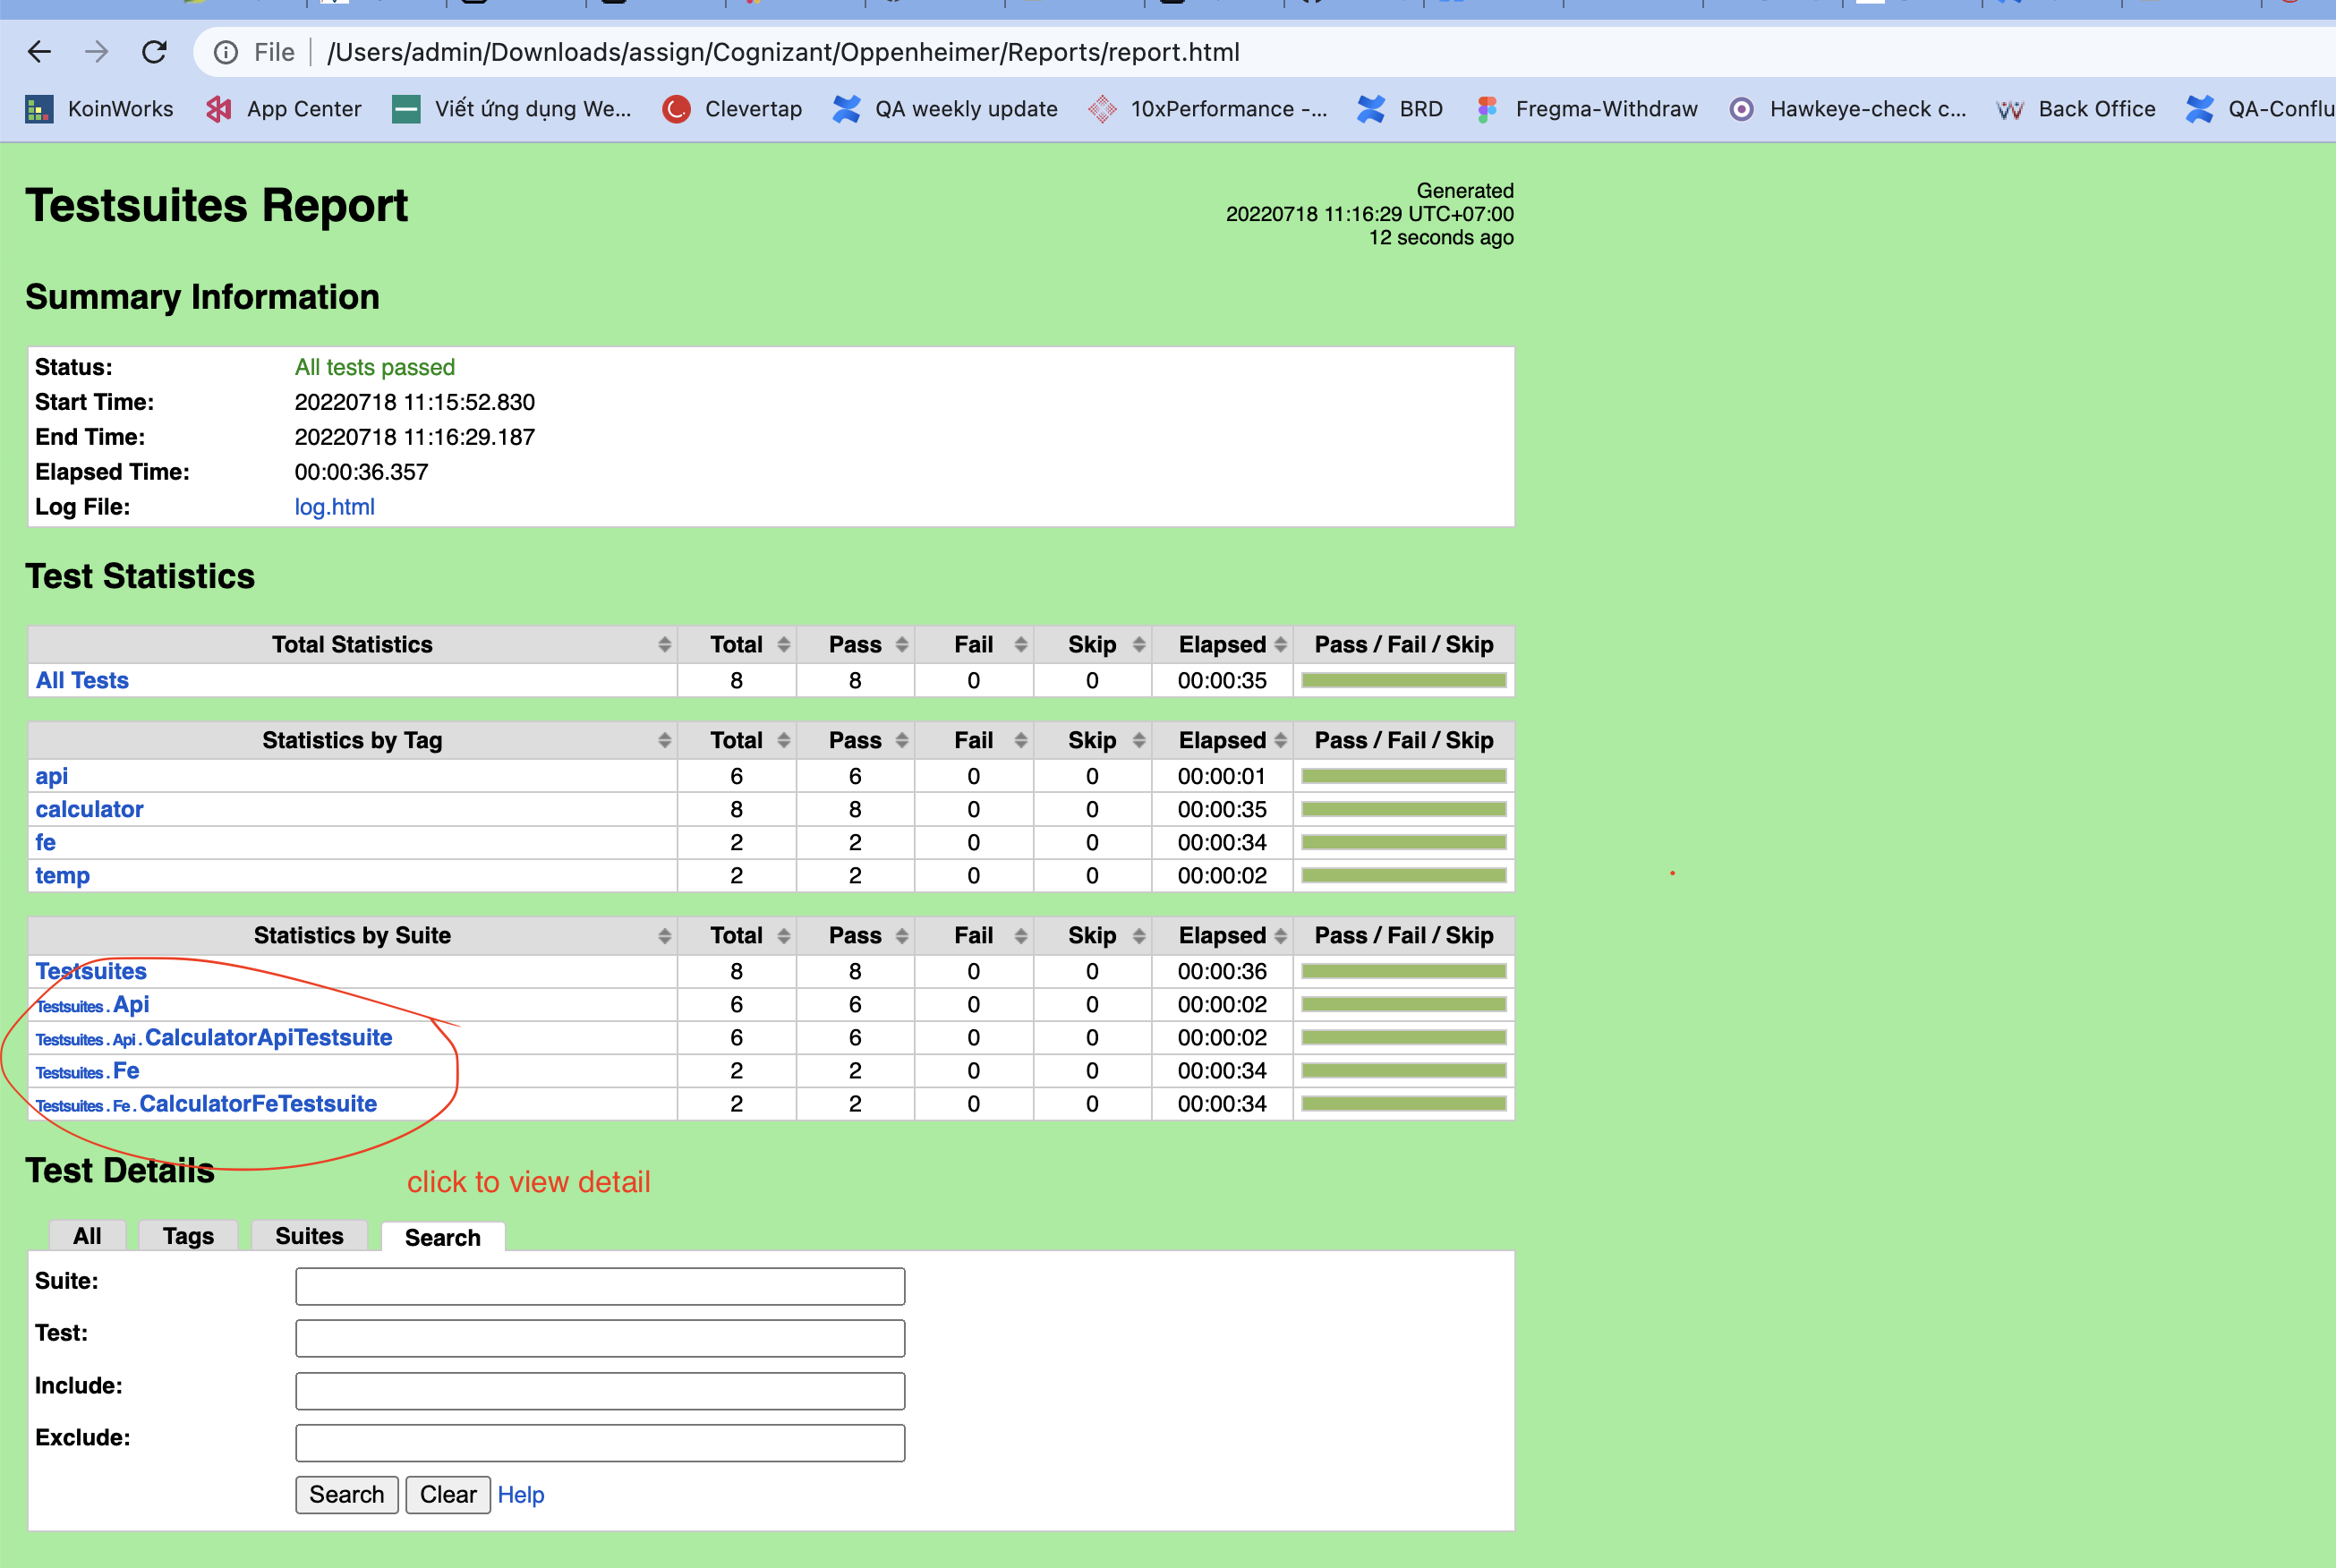 File /Users/admin/Downloads/assign/Cognizant/Oppenheimer/Reports/report.html
KoinWorks App Center Viết ứng dụng We... Clevertap QA weekly update 10xPerformance -... BRD Fregma-Withdraw Hawkeye-check c... Back Office QA-Conflu
Testsuites Report
Generated
20220718 11:16:29 UTC+07:00
12 seconds ago
Summary Information
Status: All tests passed
Start Time: 20220718 11:15:52.830
End Time: 20220718 11:16:29.187
Elapsed Time: 00:00:36.357
Log File: log.html
Test Statistics
Total Statistics Total Pass Fail Skip Elapsed Pass / Fail / Skip
All Tests 8 8 0 0 00:00:35
Statistics by Tag Total Pass Fail Skip Elapsed Pass / Fail / Skip
api 6 6 0 0 00:00:01
calculator 8 8 0 0 00:00:35
fe 2 2 0 0 00:00:34
temp 2 2 0 0 00:00:02
Statistics by Suite Total Pass Fail Skip Elapsed Pass / Fail / Skip
Testsuites 8 8 0 0 00:00:36
Testsuites . Api 6 6 0 0 00:00:02
Testsuites . Api . CalculatorApiTestsuite 6 6 0 0 00:00:02
Testsuites . Fe 2 2 0 0 00:00:34
Testsuites . Fe . CalculatorFeTestsuite 2 2 0 0 00:00:34
Test Details
click to view detail
All Tags Suites Search
Suite:
Test:
Include:
Exclude:
Search Clear Help